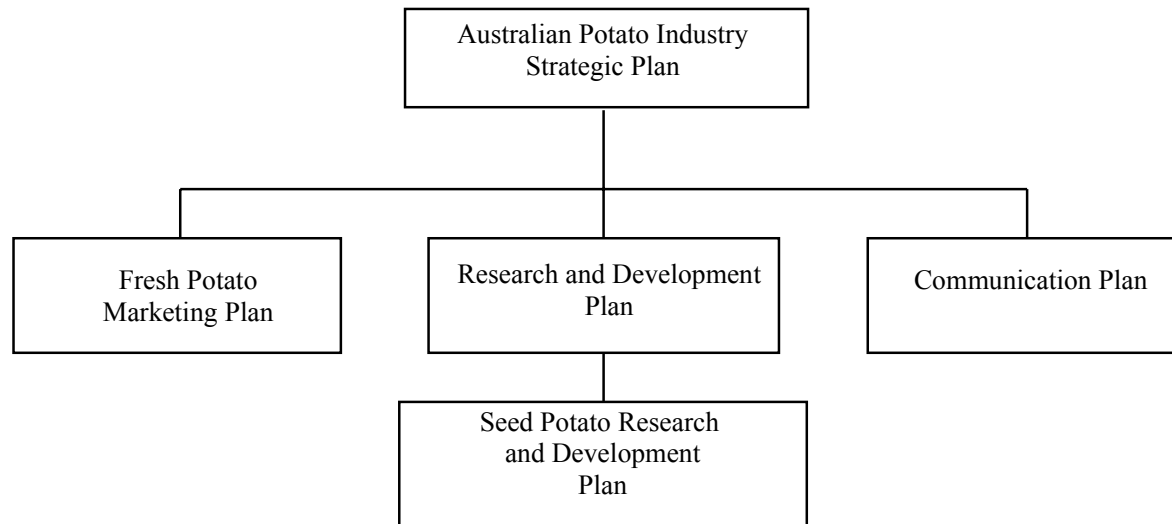 Australian Potato Industry
Strategic Plan
Fresh Potato
Marketing Plan
Research and Development
Plan
Communication Plan
Seed Potato Research
and Development
Plan